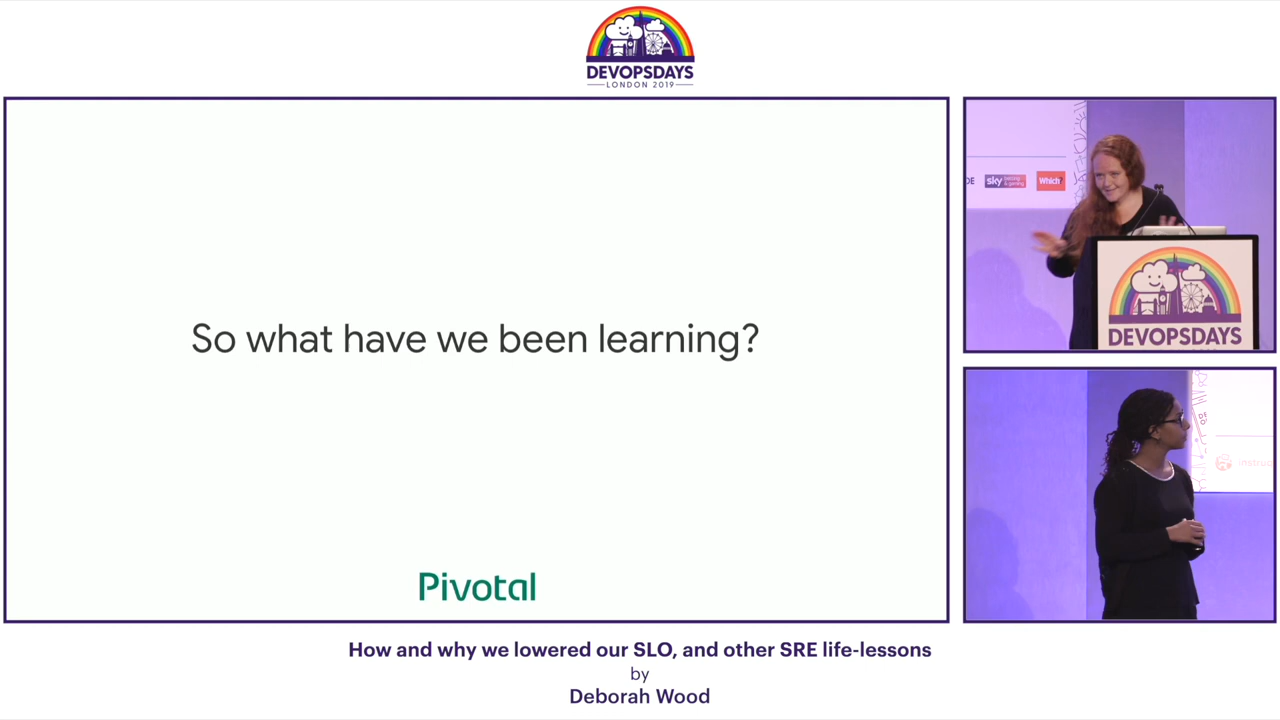 DEVOPSDAYS
LONDON 2019
So what have we been learning?
Pivotal
sky
Which?
DEVOPSDAYS
How and why we lowered our SLO, and other SRE life-lessons
by
Deborah Wood